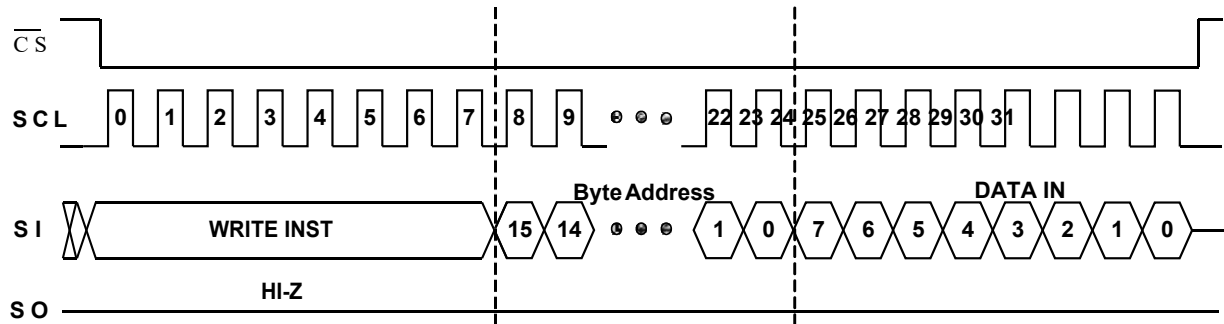 C S
SCL 0 1 2 3 4 5 6 7 8 9 22 23 24 25 26 27 28 29 30 31
Byte Address DATA IN
SI WRITE INST 15 14 1 0 7 6 5 4 3 2 1 0
HI-Z
SO